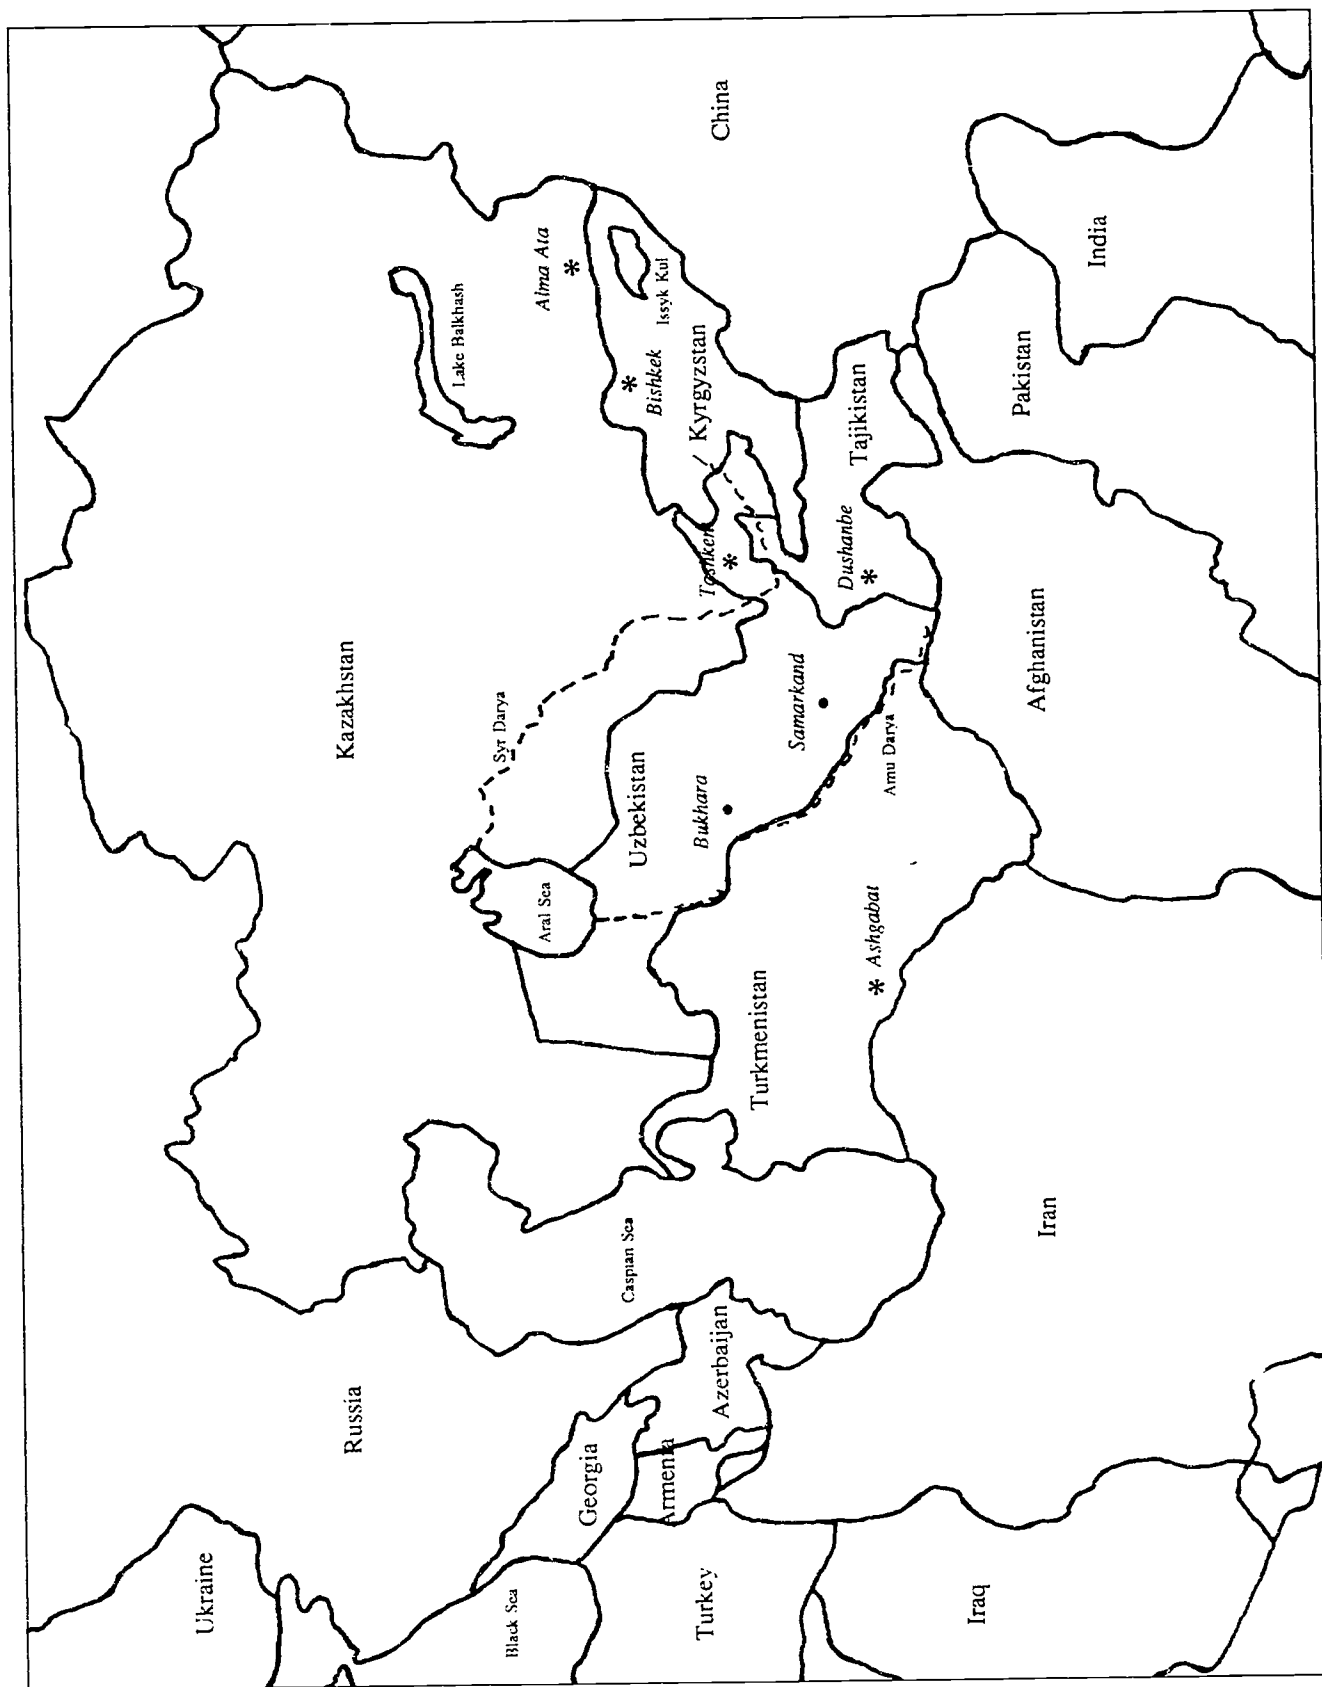 Ukraine
Russia
Kazakhstan
Lake Balkhash
Syr Darya
Black Sea
Aral Sea
Alma Ata
Georgia
Caspian Sea
Uzbekistan
Bishkek
Issyk Kul
Armenia
Turkey
Bukhara
Tashkent
Kyrgyzstan
Azerbaijan
China
Turkmenistan
Samarkand
Dushanbe
Tajikistan
Ashgabat
Amu Darya
Iraq
Pakistan
Iran
Afghanistan
India